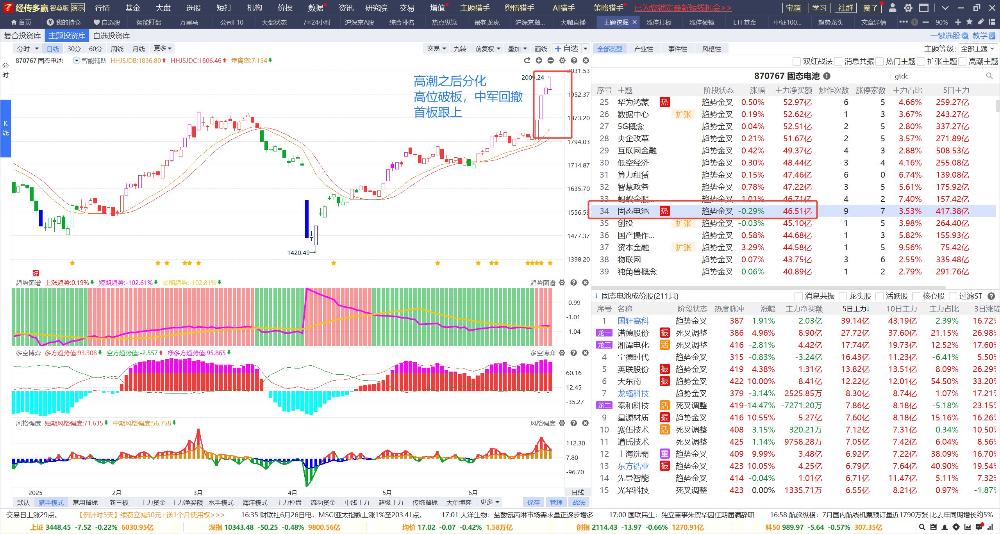 经传多赢 智尊版 演示 行情 基金 大盘 选股 短打 机构 价投 数据 资讯 研究院 交易 增值 主题猎手 舆情猎手 AI猎手 策略猎手 已为您锁定最新短线机会>> 宝箱 学习 社群 圈子
首页 我的持仓 自选股 智能盯盘 万里马 公司F10 大盘状态 7×24小时 沪深京A股 综合排名 热点纵览 最新龙虎 沪深京指... 大咖直播 主题挖掘 涨停打板 涨停棱镜 ETF基金 中证100... 趋势龙头 文章详情 90%
复合投资库 主题投资库 自选投资库 一键选股 教学
分时 日线 30分 60分 周线 月线 更多 交易 九转 前复权 叠加 画线 自选
870767 固态电池 智能辅助 HHJSJDB:1836.80 HHJSJDC:1806.46 乖离率:7.154
分时
K线
高潮之后分化
高位破板，中军回撤
首板跟上
2009.24
1420.49
2031.53
1952.37
1873.20
1794.03
1714.87
1635.70
1556.53
1477.37
1398.20
好
趋势图谱 上涨趋势:0.19% 短期趋势:-102.61% 长期趋势:-102.81% 趋势图谱
-0.99
-1.01
-1.04
多空博弈 多方趋势值:93.308 空方趋势值:-2.557 净多方趋势值:95.865 多空博弈
60.16
12.45
-35.27
风格强度 短期风格强度:71.635 中期风格强度:56.758 风格强度
112.30
7.80
-96.70
2025 2月 3月 4月 5月 6月 日线
默认 猎手模式 常用指标 新三板 主力资金 主力净买额 水手模式 海洋模式 主力控盘 流动资金 中线主力 超级主力 传统指标 大单博弈 更多 保存 管理 战法
全部类型 产业性 事件性 风格性 主题等级: 全部主题
双红战法 消息共振 热门主题 扩张主题 高潮主题
870767 固态电池 gtdc
序号 主题 阶段状态 涨幅 主力净买额 炒作次数 涨停家数 主力占比 5日主力
25 华为鸿蒙 热 趋势金叉 0.50% 52.97亿 6 5 4.66% 259.27亿
26 数据中心 扩张 趋势金叉 0.19% 52.62亿 1 3 3.67% 243.27亿
27 5G概念 趋势金叉 0.04% 52.51亿 2 5 2.80% 337.27亿
28 央企改革 趋势金叉 0.21% 51.67亿 2 5 3.57% 271.89亿
29 互联网金融 趋势金叉 0.42% 49.37亿 4 3 2.88% 508.53亿
30 低空经济 趋势金叉 0.30% 48.44亿 3 4 4.16% 255.08亿
31 算力租赁 趋势金叉 0.15% 47.46亿 6 0 6.74% 139.08亿
32 智慧政务 趋势金叉 0.78% 47.22亿 3 5 5.61% 175.92亿
33 蚂蚁金服... 趋势金叉 1.01% 46.71亿 4 2 7.40% 157.42亿
34 固态电池 热 趋势金叉 -0.29% 46.51亿 9 7 3.53% 417.38亿
35 创投 扩张 趋势金叉 -0.03% 45.10亿 1 5 3.98% 264.40亿
36 国产操作... 趋势金叉 0.58% 44.68亿 1 3 5.82% 155.93亿
37 资本金融 扩张 趋势金叉 3.29% 44.58亿 1 5 9.56% 75.42亿
38 物联网 趋势金叉 0.07% 43.75亿 3 6 2.55% 335.48亿
39 独角兽概念 趋势金叉 -0.06% 40.89亿 1 2 2.79% 291.76亿
固态电池成份股(211只) 消息共振 龙头股 活跃股 核心股 过滤ST
序号 名称 阶段状态 热度脉冲 涨幅 主力净买额 5日主力↓ 10日主力 主力占比 3日涨幅
1 国轩高科 趋势金叉 387 -1.91% -2.03亿 39.14亿 43.19亿 -2.39% 16.72%
龙一 诺德股份 振 死叉调整 386 4.96% 8.90亿 27.72亿 37.60亿 21.15% 26.98%
龙三 湘潭电化 活 死叉调整 416 -2.81% 4.42亿 17.74亿 19.73亿 12.52% 17.60%
4 宁德时代 趋势金叉 315 -0.83% -3.24亿 16.43亿 11.23亿 -6.41% 5.50%
5 英联股份 振 趋势金叉 419 4.38% 1.31亿 13.82亿 13.51亿 8.09% 26.29%
6 大东南 振 趋势金叉 422 10.00% 8.41亿 12.22亿 12.01亿 54.50% 33.20%
7 龙蟠科技 趋势金叉 379 -3.14% 2525.85万 8.30亿 8.74亿 1.07% 17.21%
龙二 泰和科技 活 死叉调整 419 -14.47% -7271.20万 7.86亿 8.18亿 -5.18% 23.15%
9 星源材质 振 趋势金叉 416 10.55% 5.27亿 7.60亿 8.18亿 15.16% 16.26%
10 赛伍技术 活 死叉调整 408 -3.15% -320.21万 7.12亿 7.31亿 -0.34% 10.50%
11 道氏技术 死叉调整 425 -1.14% 9758.28万 7.05亿 7.42亿 6.04% 8.56%
12 上海洗霸 重 趋势金叉 409 9.99% 3.48亿 6.92亿 7.22亿 38.09% 16.70%
13 东方锆业 振 趋势金叉 423 10.05% 4.25亿 6.79亿 7.64亿 40.90% 19.54%
14 先导智能 趋势金叉 414 -0.04% 1.01亿 6.71亿 11.47亿 5.11% 7.32%
15 光华科技 死叉调整 423 0.00% 1335.71万 6.55亿 8.21亿 0.97% -1.87%
交易日上涨29点。 【倒计时5天】续费立减50元+送1个月使用权>>> 16:35 财联社6月26日电，MSCI亚太指数上涨1%至203.41点。 17:01 大洋生物：盐酸氨丙啉市场需求量正逐步增多 17:00 国联民生：独立董事朱贺华因任期届满辞职 16:58 航旅纵横：7月国内航线机票预订量近1790万张 比去年同期增长约5%
上证 3448.45 -7.52 -0.22% 6030.95亿 深指 10343.48 -50.25 -0.48% 9800.56亿 均价 17.02 -0.07 -0.42% 1.58万亿 创指 2114.43 -13.97 -0.66% 1270.91亿 科50 989.97 -5.64 -0.57% 307.35亿